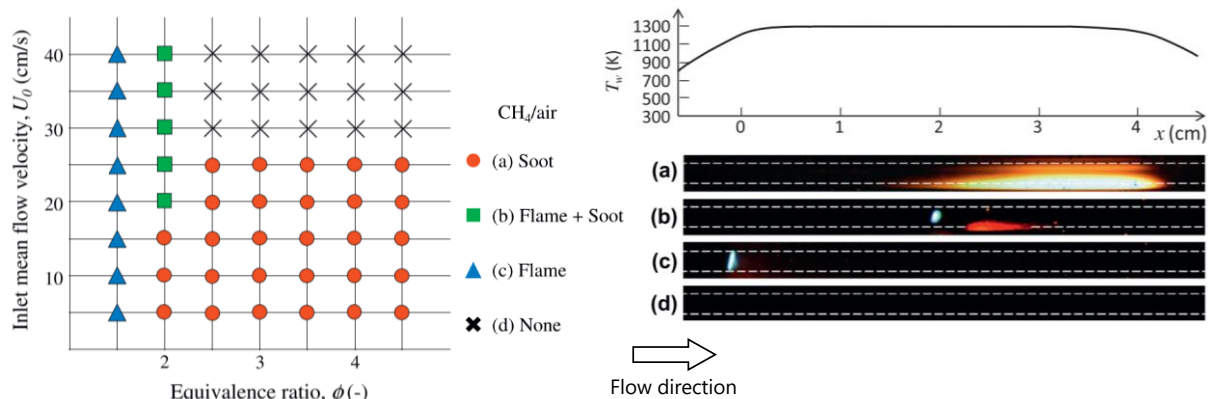 Inlet mean flow velocity, U₀ (cm/s)
40
30
20
10
2
3
4
Equivalence ratio, ϕ (-)
CH₄/air
(a) Soot
(b) Flame + Soot
(c) Flame
(d) None
T_w (K)
1300
1100
900
700
500
300
0
1
2
3
4
x (cm)
(a)
(b)
(c)
(d)
Flow direction